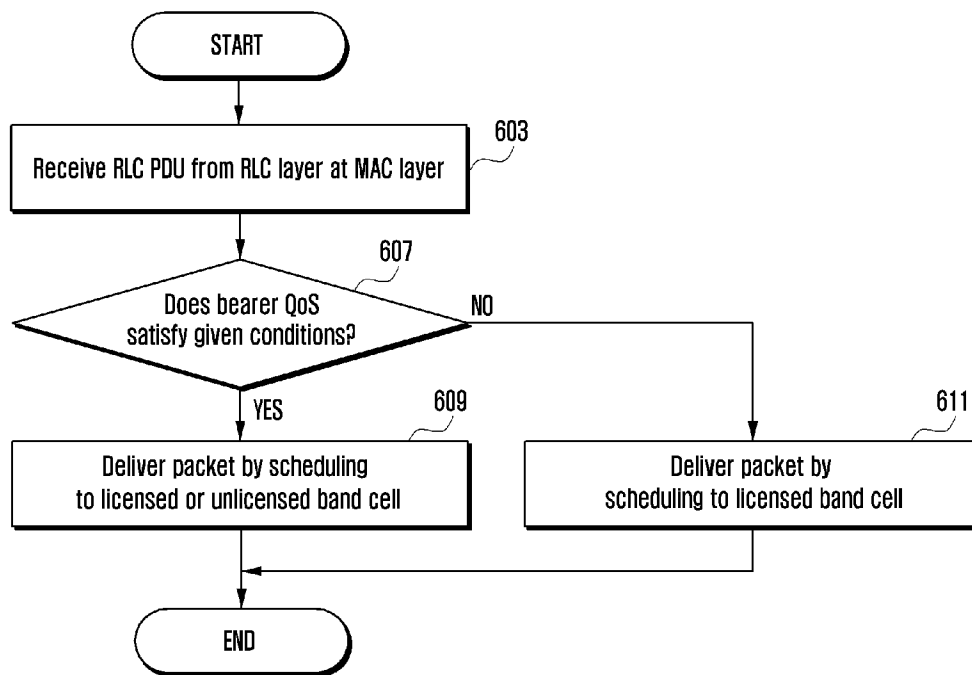 START
603
Receive RLC PDU from RLC layer at MAC layer
607
Does bearer QoS
satisfy given conditions?
NO
YES
609
Deliver packet by scheduling
to licensed or unlicensed band cell
611
Deliver packet by
scheduling to licensed band cell
END